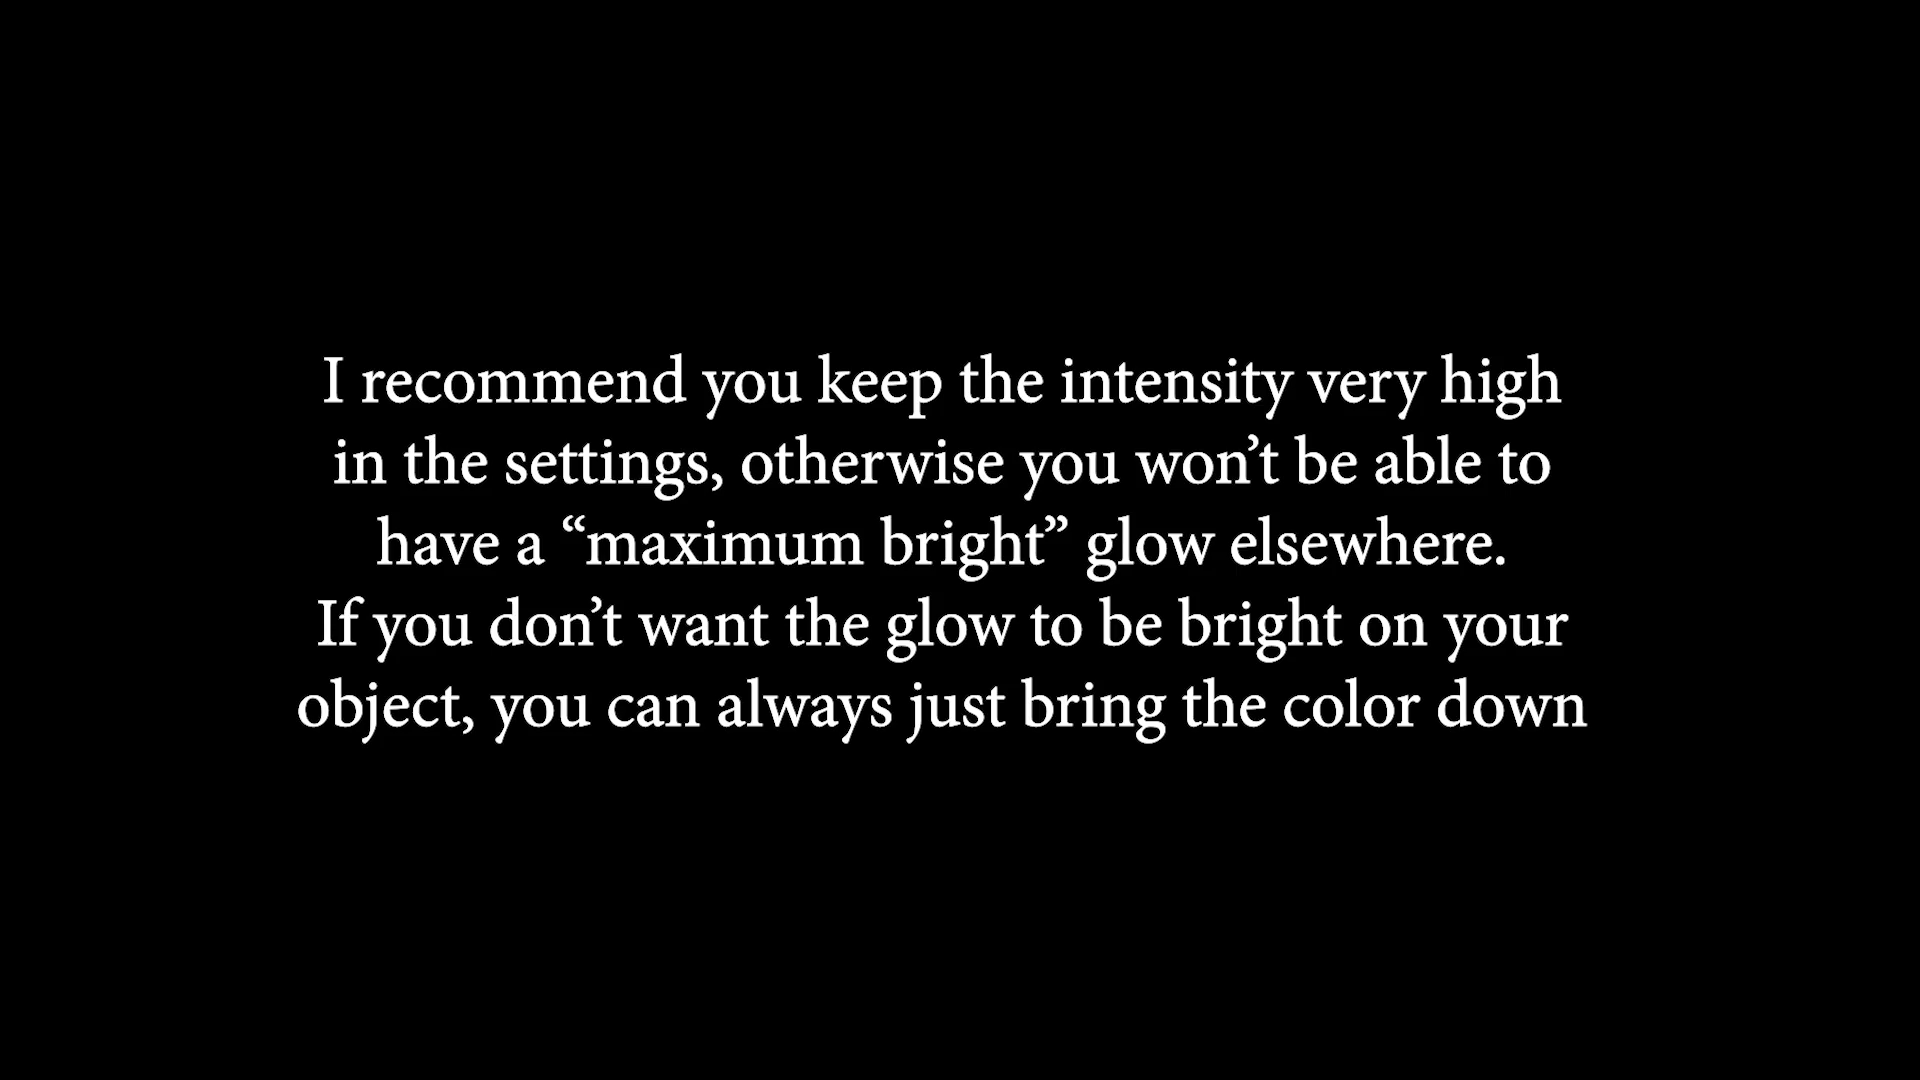 I recommend you keep the intensity very high
in the settings, otherwise you won’t be able to
have a “maximum bright” glow elsewhere.
If you don’t want the glow to be bright on your
object, you can always just bring the color down